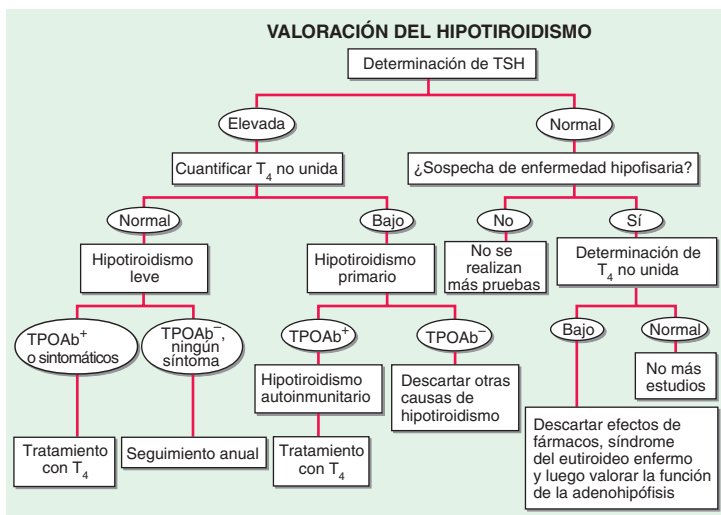 VALORACIÓN DEL HIPOTIROIDISMO
Determinación de TSH
Elevada
Normal
Cuantificar T4 no unida
¿Sospecha de enfermedad hipofisaria?
Normal
Bajo
No
Sí
Hipotiroidismo
leve
Hipotiroidismo
primario
No se
realizan
más pruebas
Determinación de
T4 no unida
TPOAb+
o sintomáticos
TPOAb–,
ningún
síntoma
TPOAb+
TPOAb–
Bajo
Normal
Hipotiroidismo
autoinmunitario
Descartar otras
causas de
hipotiroidismo
No más
estudios
Tratamiento
con T4
Seguimiento anual
Tratamiento
con T4
Descartar efectos de
fármacos, síndrome
del eutiroideo enfermo
y luego valorar la función
de la adenohipófisis